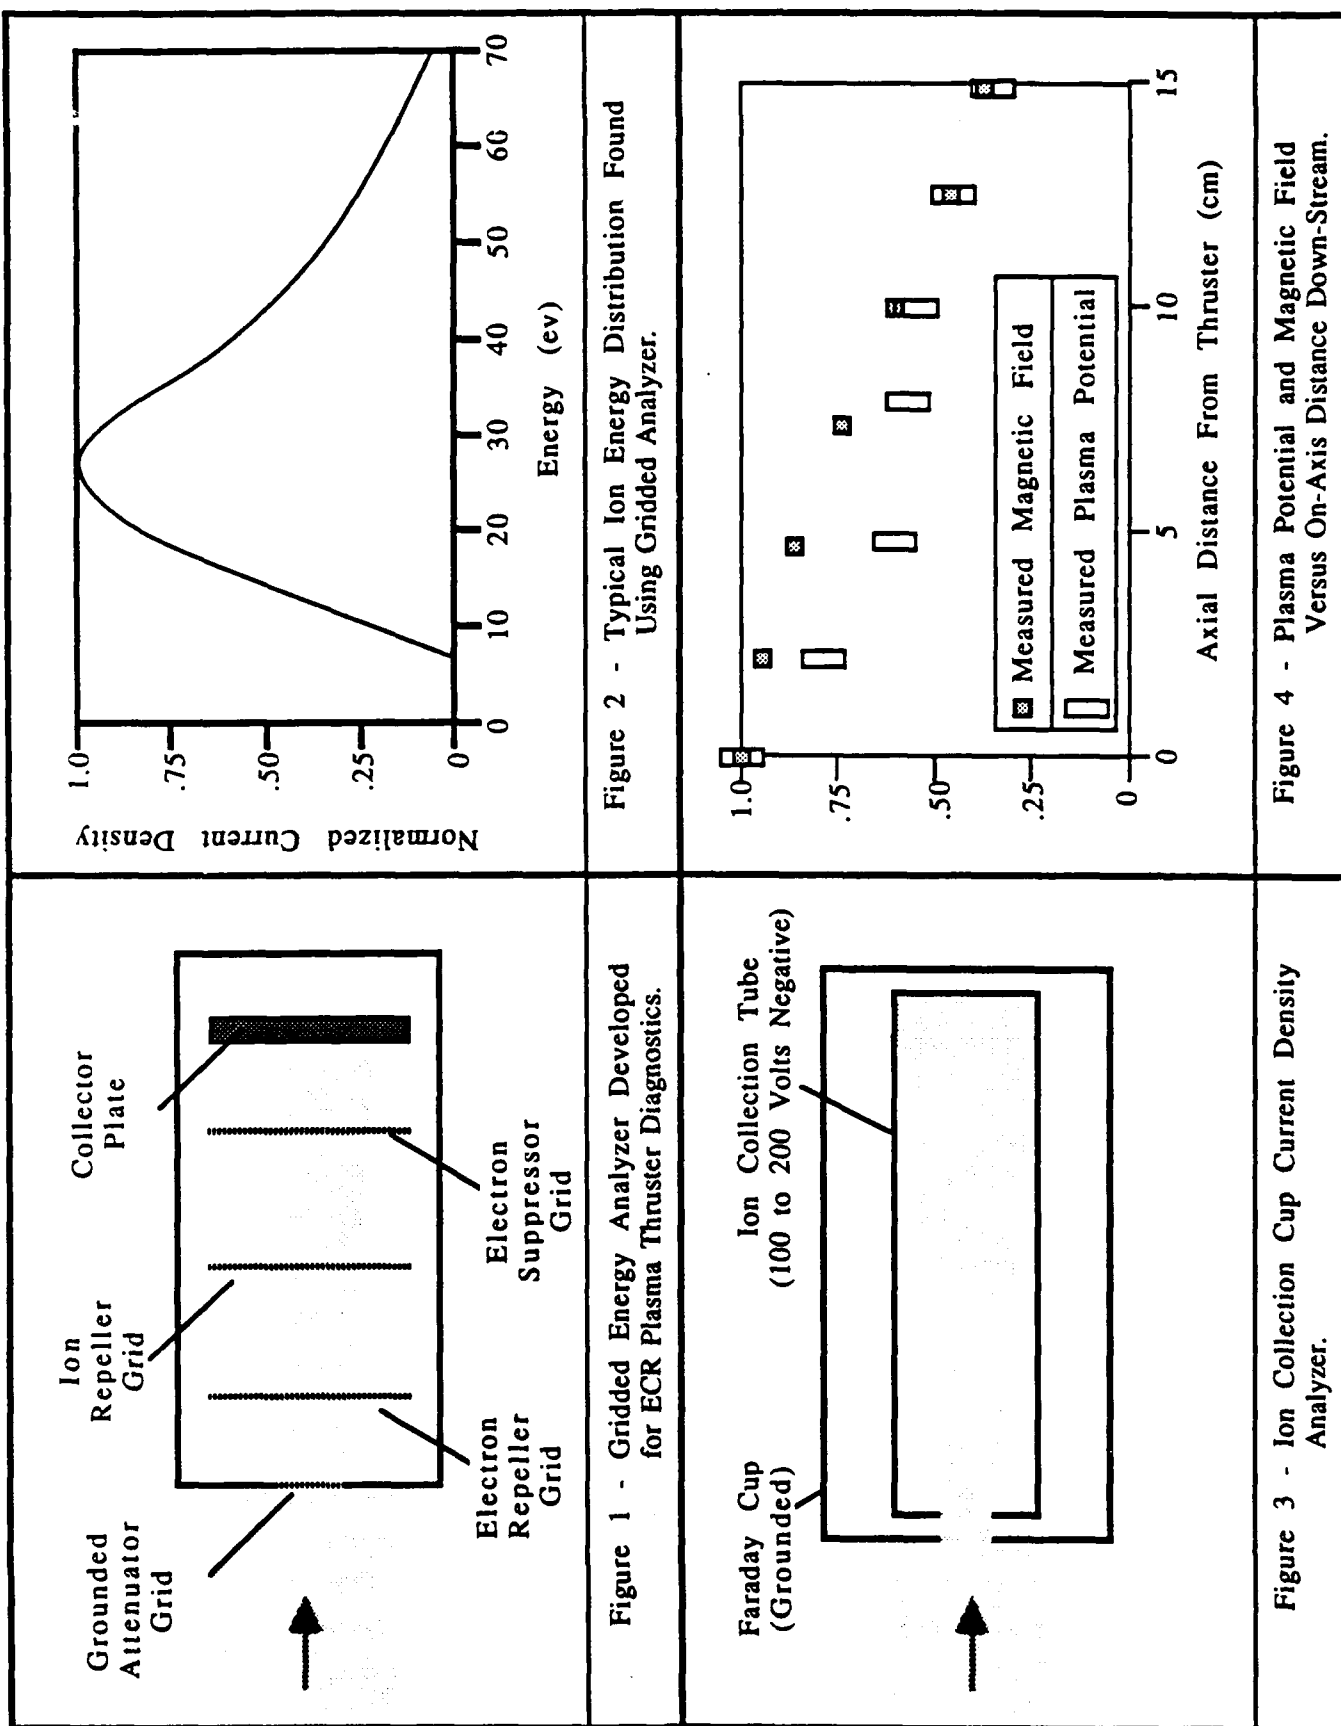 Grounded
Attenuator
Grid
Ion
Repeller
Grid
Collector
Plate
Electron
Repeller
Grid
Electron
Suppressor
Grid
Figure 1 - Gridded Energy Analyzer Developed
for ECR Plasma Thruster Diagnostics.
Normalized Current Density
1.0
.75
.50
.25
0
0 10 20 30 40 50 60 70
Energy (ev)
Figure 2 - Typical Ion Energy Distribution Found
Using Gridded Analyzer.
Faraday Cup
(Grounded)
Ion Collection Tube
(100 to 200 Volts Negative)
Figure 3 - Ion Collection Cup Current Density
Analyzer.
1.0
.75
.50
.25
0
Measured Magnetic Field
Measured Plasma Potential
0 5 10 15
Axial Distance From Thruster (cm)
Figure 4 - Plasma Potential and Magnetic Field
Versus On-Axis Distance Down-Stream.